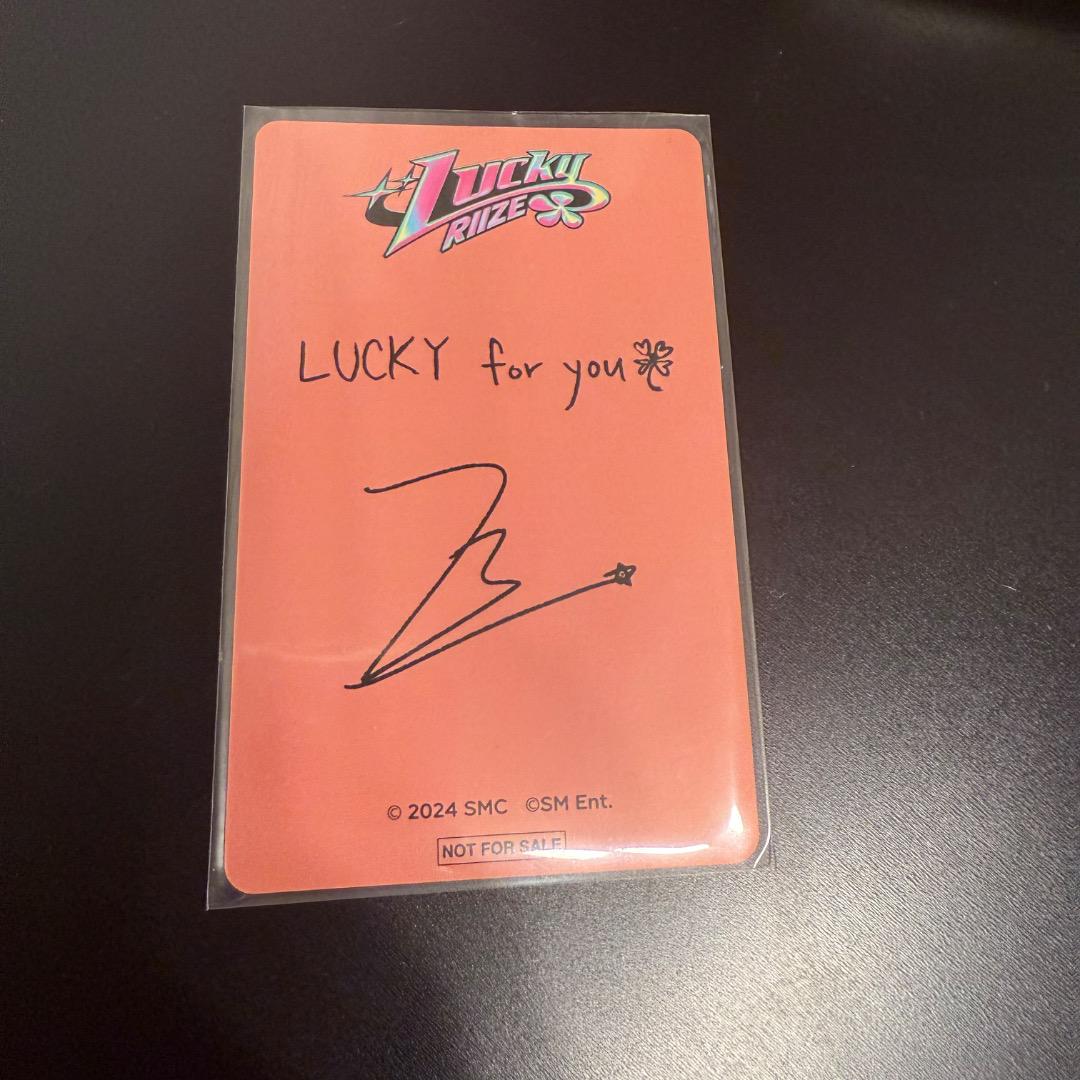 Lucky
RIIZE
LUCKY for you
© 2024 SMC ©SM Ent.
NOT FOR SALE